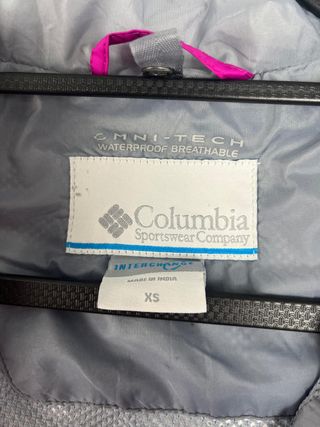 OMNI-TECH
WATERPROOF BREATHABLE
Columbia
Sportswear Company
INTERCHANGE
MADE IN INDIA
XS